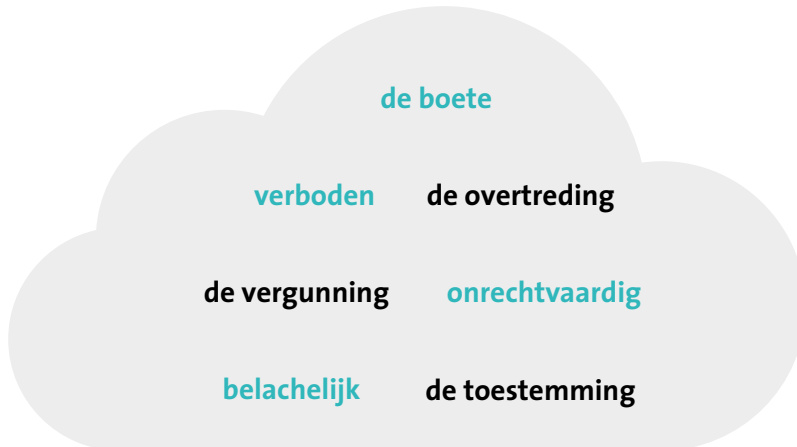 de boete
verboden de overtreding
de vergunning onrechtvaardig
belachelijk de toestemming